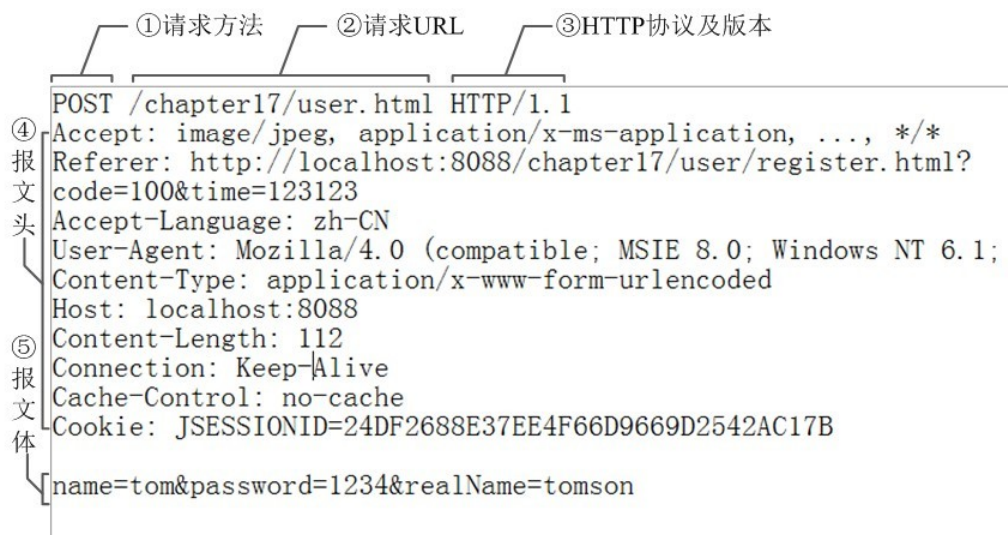 ①请求方法 ②请求URL ③HTTP协议及版本
POST /chapter17/user.html HTTP/1.1
④报文头
Accept: image/jpeg, application/x-ms-application, ..., */*
Referer: http://localhost:8088/chapter17/user/register.html?
code=100&time=123123
Accept-Language: zh-CN
User-Agent: Mozilla/4.0 (compatible; MSIE 8.0; Windows NT 6.1;
Content-Type: application/x-www-form-urlencoded
Host: localhost:8088
Content-Length: 112
Connection: Keep-Alive
Cache-Control: no-cache
Cookie: JSESSIONID=24DF2688E37EE4F66D9669D2542AC17B
⑤报文体
name=tom&password=1234&realName=tomson